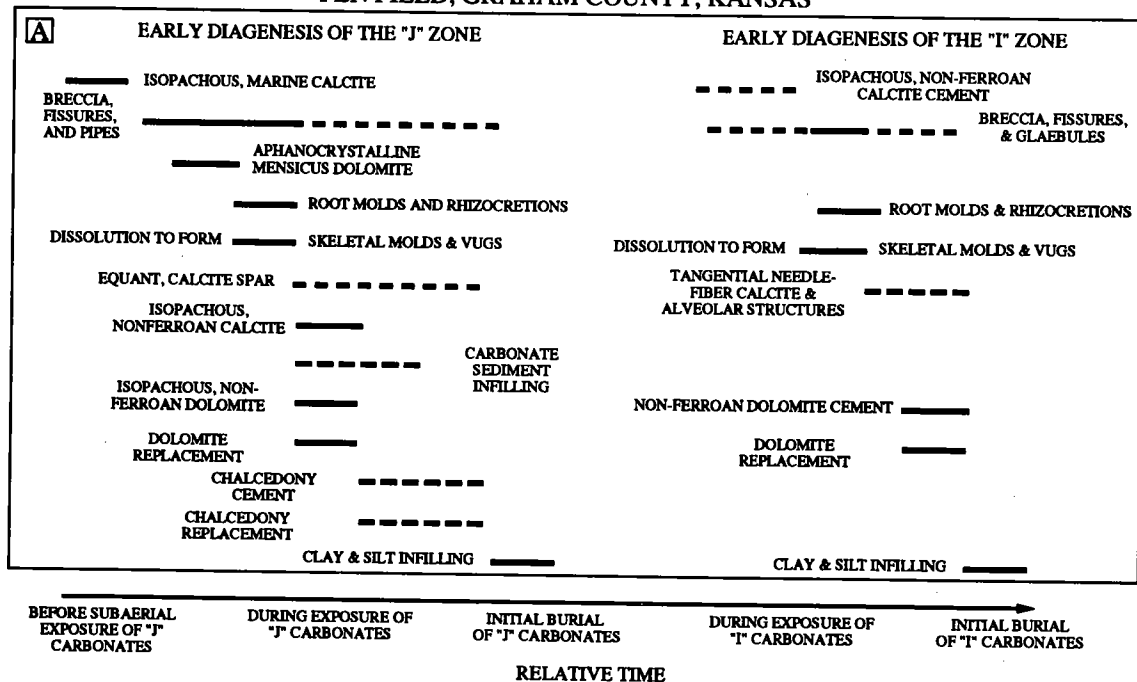 A
EARLY DIAGENESIS OF THE "J" ZONE
ISOPACHOUS, MARINE CALCITE
BRECCIA,
FISSURES,
AND PIPES
APHANOCRYSTALLINE
MENSICUS DOLOMITE
ROOT MOLDS AND RHIZOCRETIONS
DISSOLUTION TO FORM
SKELETAL MOLDS & VUGS
EQUANT, CALCITE SPAR
ISOPACHOUS,
NONFERROAN CALCITE
CARBONATE
SEDIMENT
INFILLING
ISOPACHOUS, NON-
FERROAN DOLOMITE
DOLOMITE
REPLACEMENT
CHALCEDONY
CEMENT
CHALCEDONY
REPLACEMENT
CLAY & SILT INFILLING
EARLY DIAGENESIS OF THE "I" ZONE
ISOPACHOUS, NON-FERROAN
CALCITE CEMENT
BRECCIA, FISSURES,
& GLAEBULES
ROOT MOLDS & RHIZOCRETIONS
DISSOLUTION TO FORM
SKELETAL MOLDS & VUGS
TANGENTIAL NEEDLE-
FIBER CALCITE &
ALVEOLAR STRUCTURES
NON-FERROAN DOLOMITE CEMENT
DOLOMITE
REPLACEMENT
CLAY & SILT INFILLING
BEFORE SUBAERIAL
EXPOSURE OF "J"
CARBONATES
DURING EXPOSURE OF
"J" CARBONATES
INITIAL BURIAL
OF "J" CARBONATES
DURING EXPOSURE OF
"I" CARBONATES
INITIAL BURIAL
OF "I" CARBONATES
RELATIVE TIME